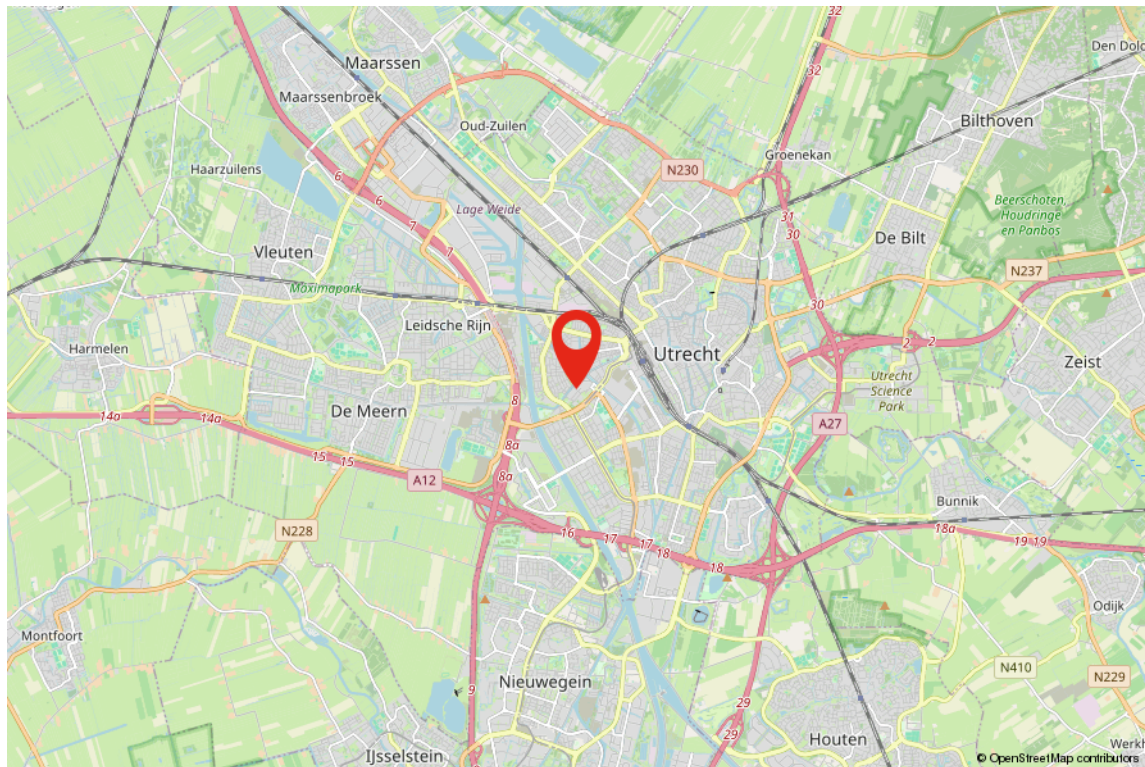 32
Maarssen
Den Dolc
32
Maarssenbroek
Bilthoven
Oud-Zuilen
Groenekan
Haarzuilens
N230
6
6
Beerschoten,
Houdringe
en Panbos
7
Lage Weide
31
30
De Bilt
7
Vleuten
N237
Máximapark
30
Leidsche Rijn
2
2
Harmelen
Utrecht
Zeist
Utrecht
Science
Park
8
De Meern
14a
14a
A27
8a
15
15
A12
8a
Bunnik
16
17
17
18
18a
19
19
N228
18
Odijk
Montfoort
N410
N229
Nieuwegein
9
29
29
Houten
Werkh
IJsselstein
© OpenStreetMap contributors